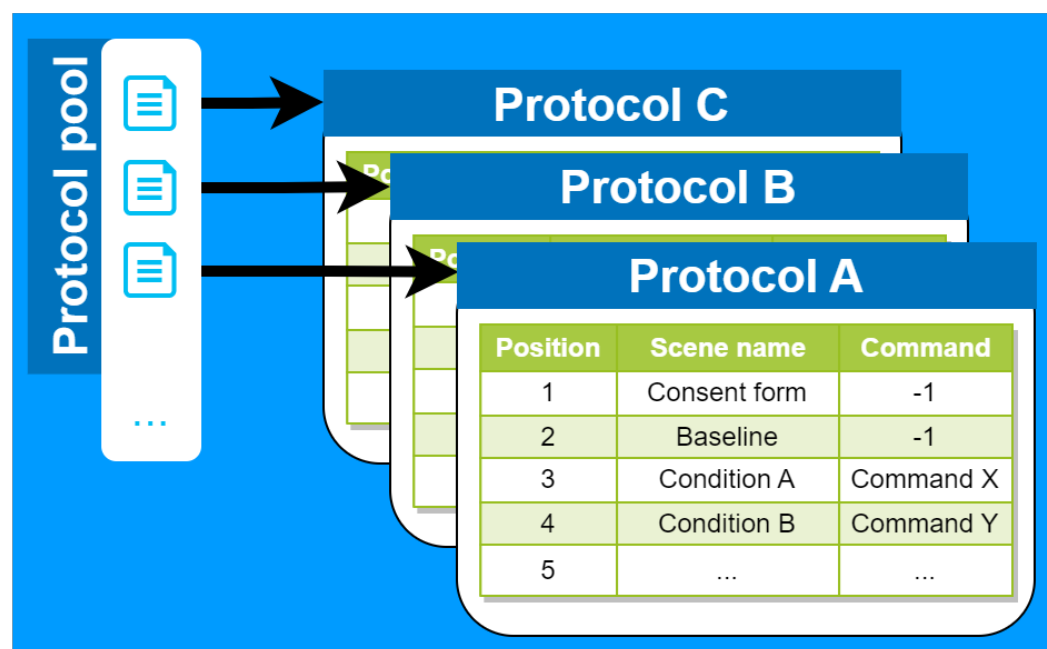 Protocol pool
...
Protocol C
Protocol B
Protocol A
Position Scene name Command
1 Consent form -1
2 Baseline -1
3 Condition A Command X
4 Condition B Command Y
5 ... ...